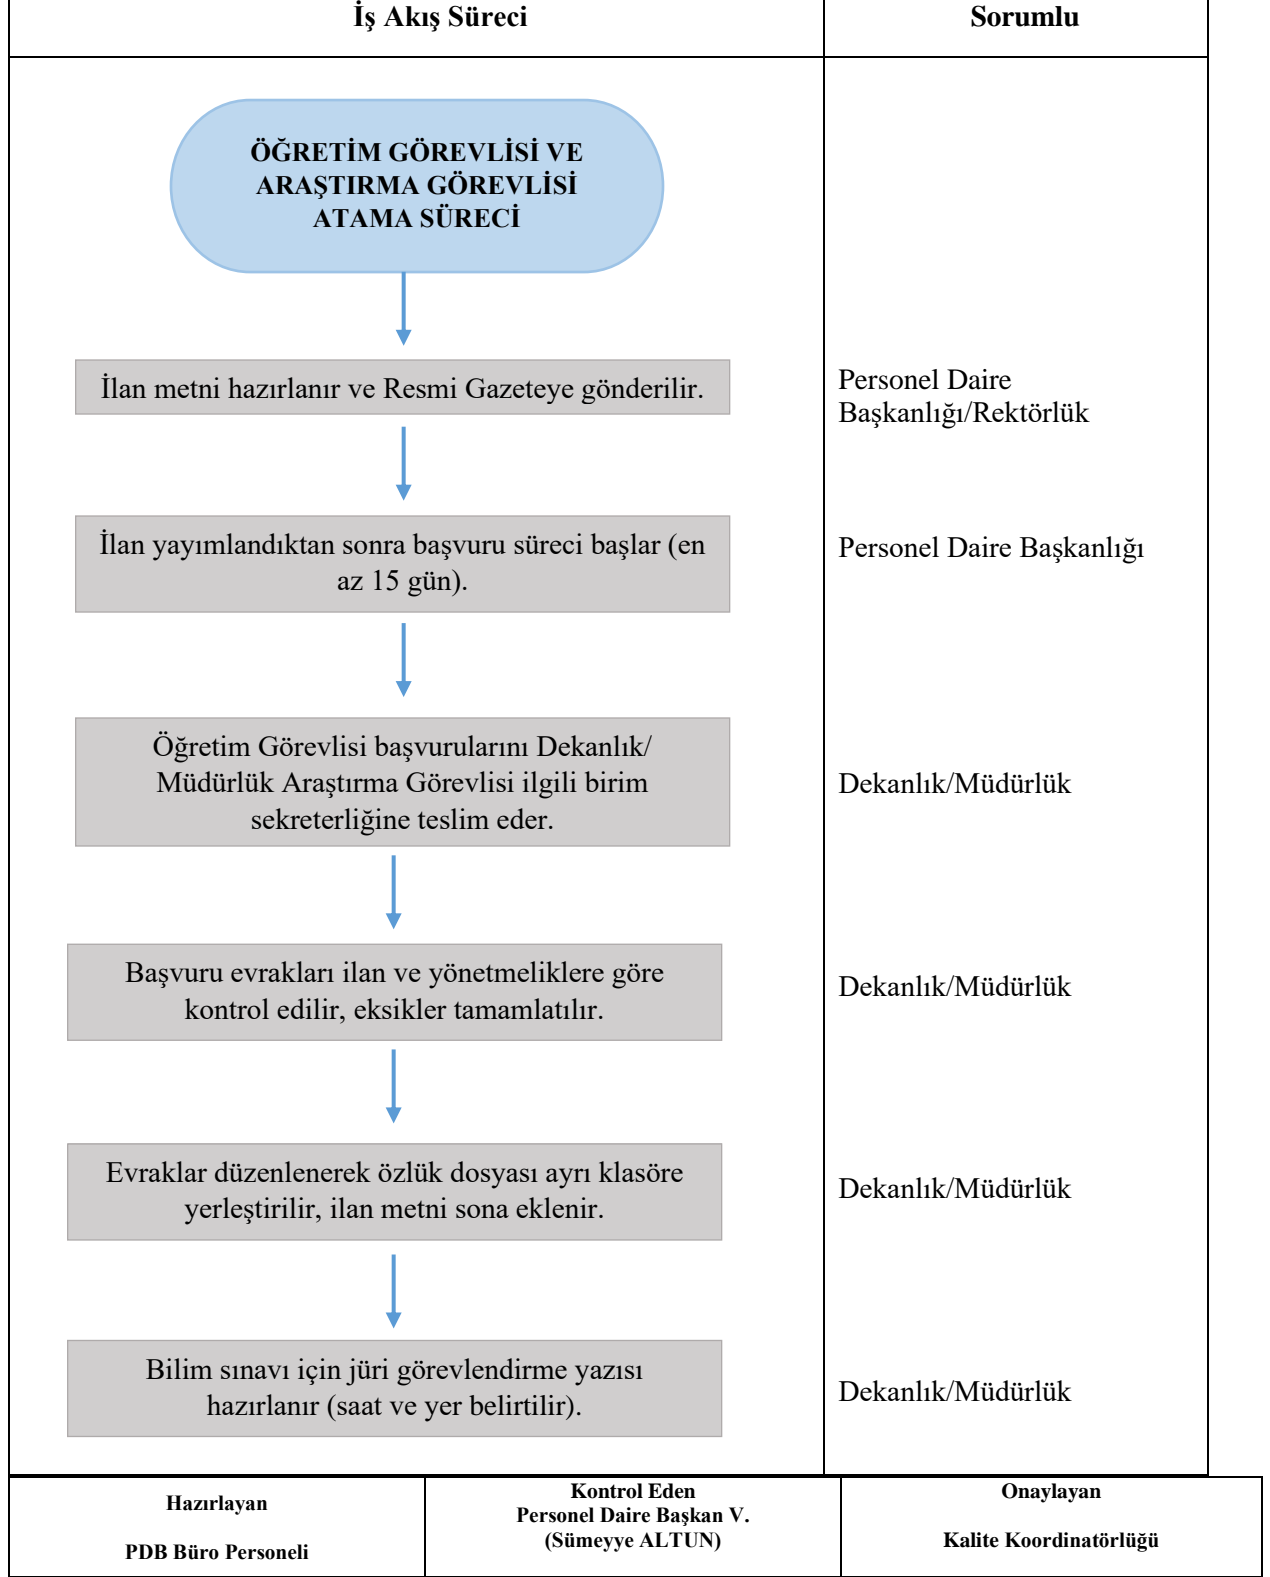 İş Akış Süreci
Sorumlu
ÖĞRETİM GÖREVLİSİ VE
ARAŞTIRMA GÖREVLİSİ
ATAMA SÜRECİ
İlan metni hazırlanır ve Resmi Gazeteye gönderilir.
Personel Daire
Başkanlığı/Rektörlük
İlan yayımlandıktan sonra başvuru süreci başlar (en
az 15 gün).
Personel Daire Başkanlığı
Öğretim Görevlisi başvurularını Dekanlık/
Müdürlük Araştırma Görevlisi ilgili birim
sekreterliğine teslim eder.
Dekanlık/Müdürlük
Başvuru evrakları ilan ve yönetmeliklere göre
kontrol edilir, eksikler tamamlatılır.
Dekanlık/Müdürlük
Evraklar düzenlenerek özlük dosyası ayrı klasöre
yerleştirilir, ilan metni sona eklenir.
Dekanlık/Müdürlük
Bilim sınavı için jüri görevlendirme yazısı
hazırlanır (saat ve yer belirtilir).
Dekanlık/Müdürlük
Hazırlayan
PDB Büro Personeli
Kontrol Eden
Personel Daire Başkan V.
(Sümeyye ALTUN)
Onaylayan
Kalite Koordinatörlüğü